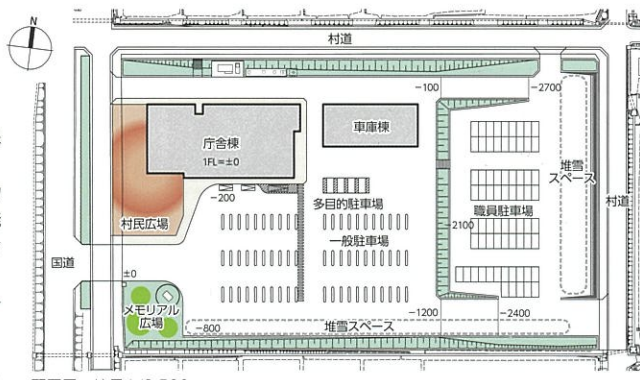 N
村道
-100
-2700
庁舎棟
1FL=±0
車庫棟
堆雪
スペース
-200
多目的駐車場
職員駐車場
村道
村民広場
-2100
一般駐車場
国道
±0
メモリアル
広場
-1200
-2400
-800
堆雪スペース